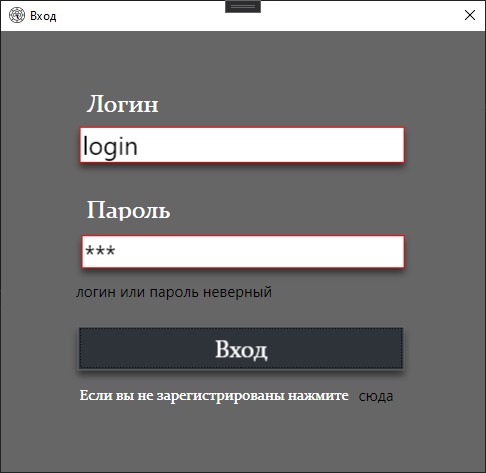 Вход
Логин
login
Пароль
***
логин или пароль неверный
Вход
Если вы не зарегистрированы нажмите сюда